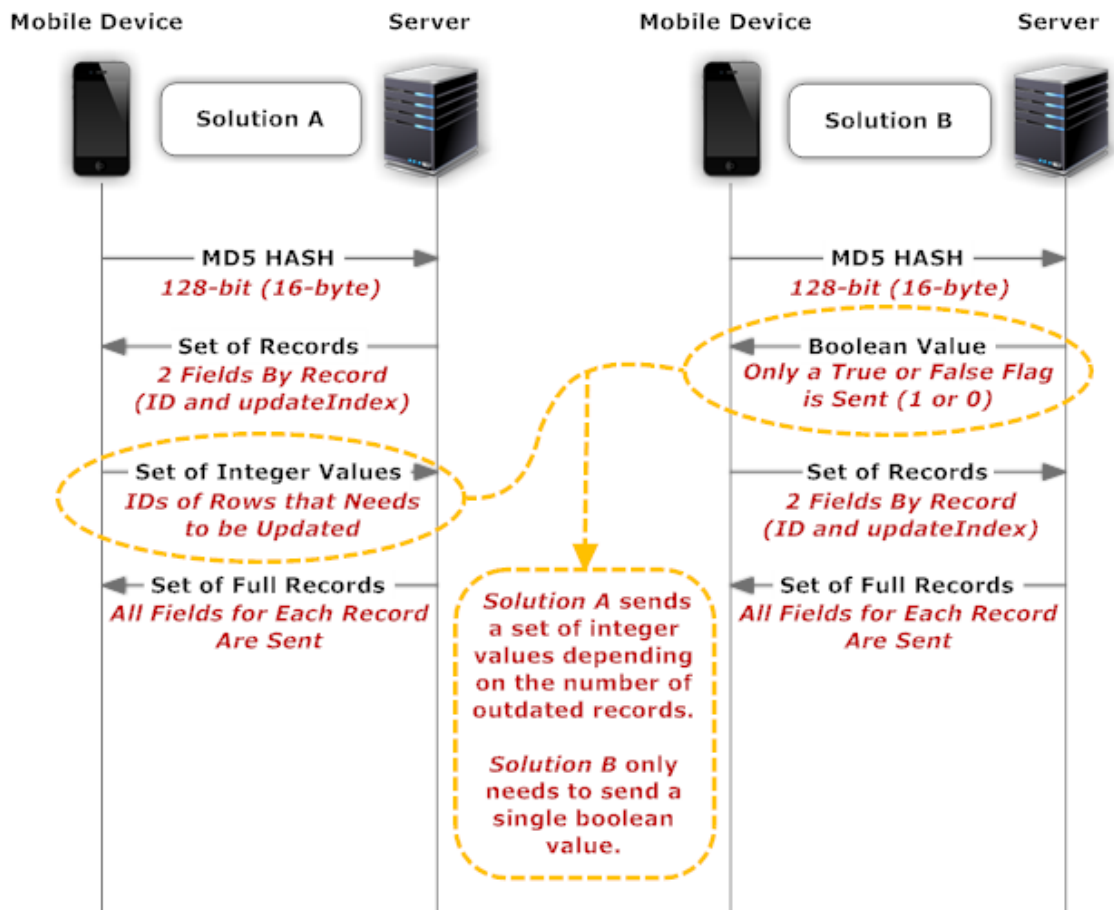 Mobile Device
Server
Solution A
MD5 HASH
128-bit (16-byte)
Set of Records
2 Fields By Record
(ID and updateIndex)
Set of Integer Values
IDs of Rows that Needs
to be Updated
Set of Full Records
All Fields for Each Record
Are Sent
Solution A sends
a set of integer
values depending
on the number of
outdated records.
Solution B only
needs to send a
single boolean
value.
Mobile Device
Server
Solution B
MD5 HASH
128-bit (16-byte)
Boolean Value
Only a True or False Flag
is Sent (1 or 0)
Set of Records
2 Fields By Record
(ID and updateIndex)
Set of Full Records
All Fields for Each Record
Are Sent